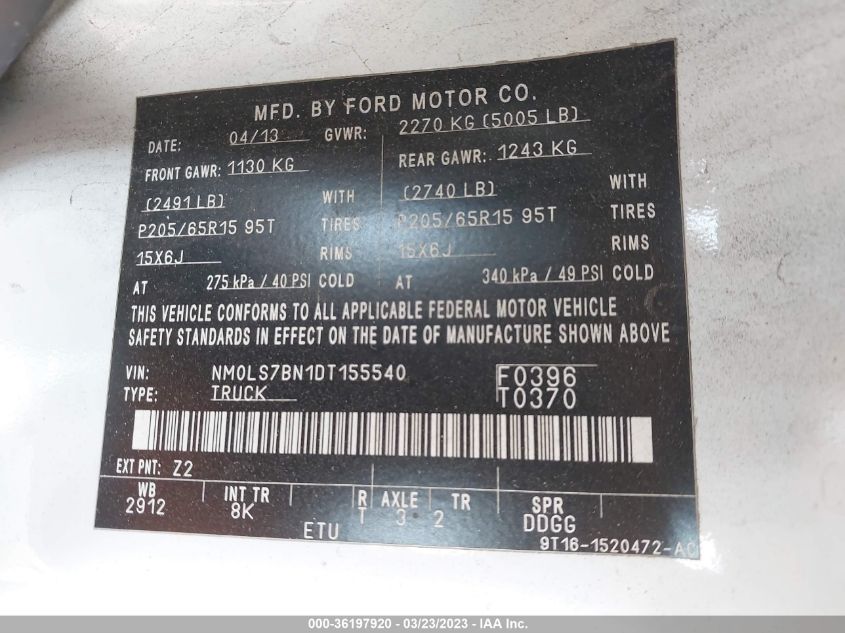 MFD. BY FORD MOTOR CO.
DATE: 04/13 GVWR: 2270 KG (5005 LB)
FRONT GAWR: 1130 KG REAR GAWR: 1243 KG
(2491 LB) WITH (2740 LB) WITH
P205/65R15 95T TIRES P205/65R15 95T TIRES
15X6J RIMS 15X6J RIMS
AT 275 kPa / 40 PSI COLD AT 340 kPa / 49 PSI COLD
THIS VEHICLE CONFORMS TO ALL APPLICABLE FEDERAL MOTOR VEHICLE
SAFETY STANDARDS IN EFFECT ON THE DATE OF MANUFACTURE SHOWN ABOVE
VIN: NM0LS7BN1DT155540 F0396
TYPE: TRUCK T0370
EXT PNT: Z2
WB INT TR R AXLE TR SPR
2912 8K T 3 2 DDGG
ETU 9T16-1520472-AC
000-36197920 - 03/23/2023 - IAA Inc.